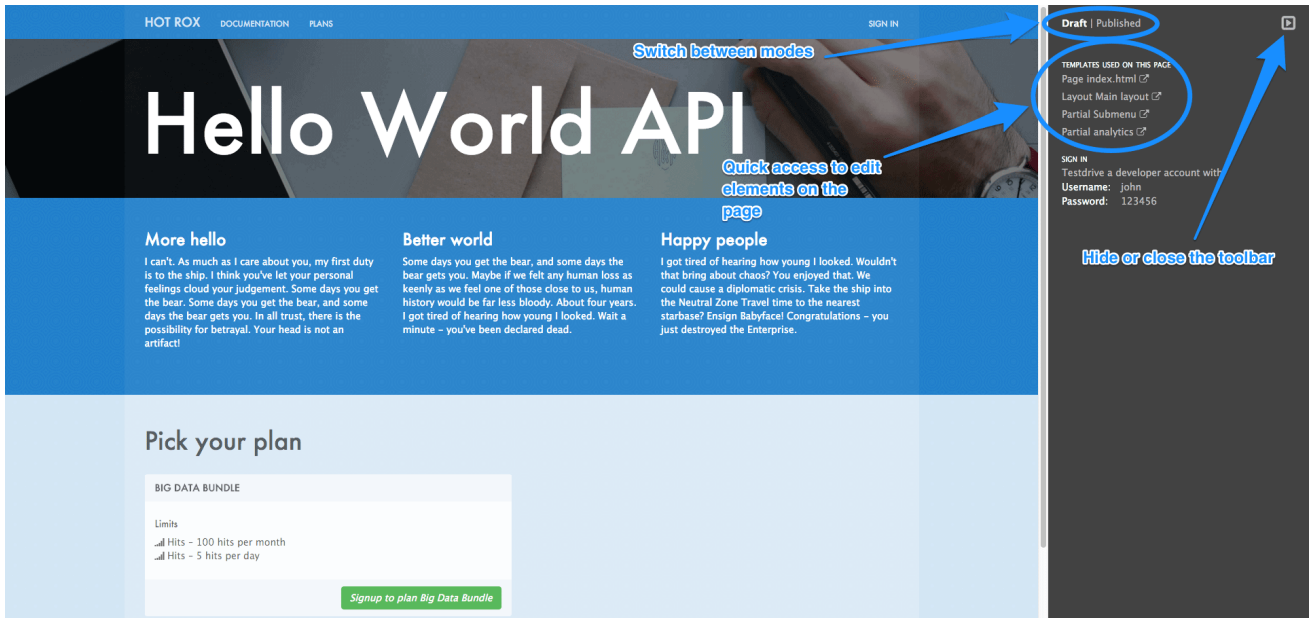 HOT ROX DOCUMENTATION PLANS SIGN IN
Draft | Published
Switch between modes
TEMPLATES USED ON THIS PAGE
Page index.html
Layout Main layout
Partial Submenu
Partial analytics
Hello World API
Quick access to edit
elements on the
page
SIGN IN
Testdrive a developer account with
Username: john
Password: 123456
Hide or close the toolbar
More hello
I can't. As much as I care about you, my first duty
is to the ship. I think you've let your personal
feelings cloud your judgement. Some days you get
the bear. Some days you get the bear, and some
days the bear gets you. In all trust, there is the
possibility for betrayal. Your head is not an
artifact!
Better world
Some days you get the bear, and some days the
bear gets you. Maybe if we felt any human loss as
keenly as we feel one of those close to us, human
history would be far less bloody. About four years.
I got tired of hearing how young I looked. Wait a
minute – you've been declared dead.
Happy people
I got tired of hearing how young I looked. Wouldn't
that bring about chaos? You enjoyed that. We
could cause a diplomatic crisis. Take the ship into
the Neutral Zone Travel time to the nearest
starbase? Ensign Babyface! Congratulations – you
just destroyed the Enterprise.
Pick your plan
BIG DATA BUNDLE
Limits
Hits – 100 hits per month
Hits – 5 hits per day
Signup to plan Big Data Bundle